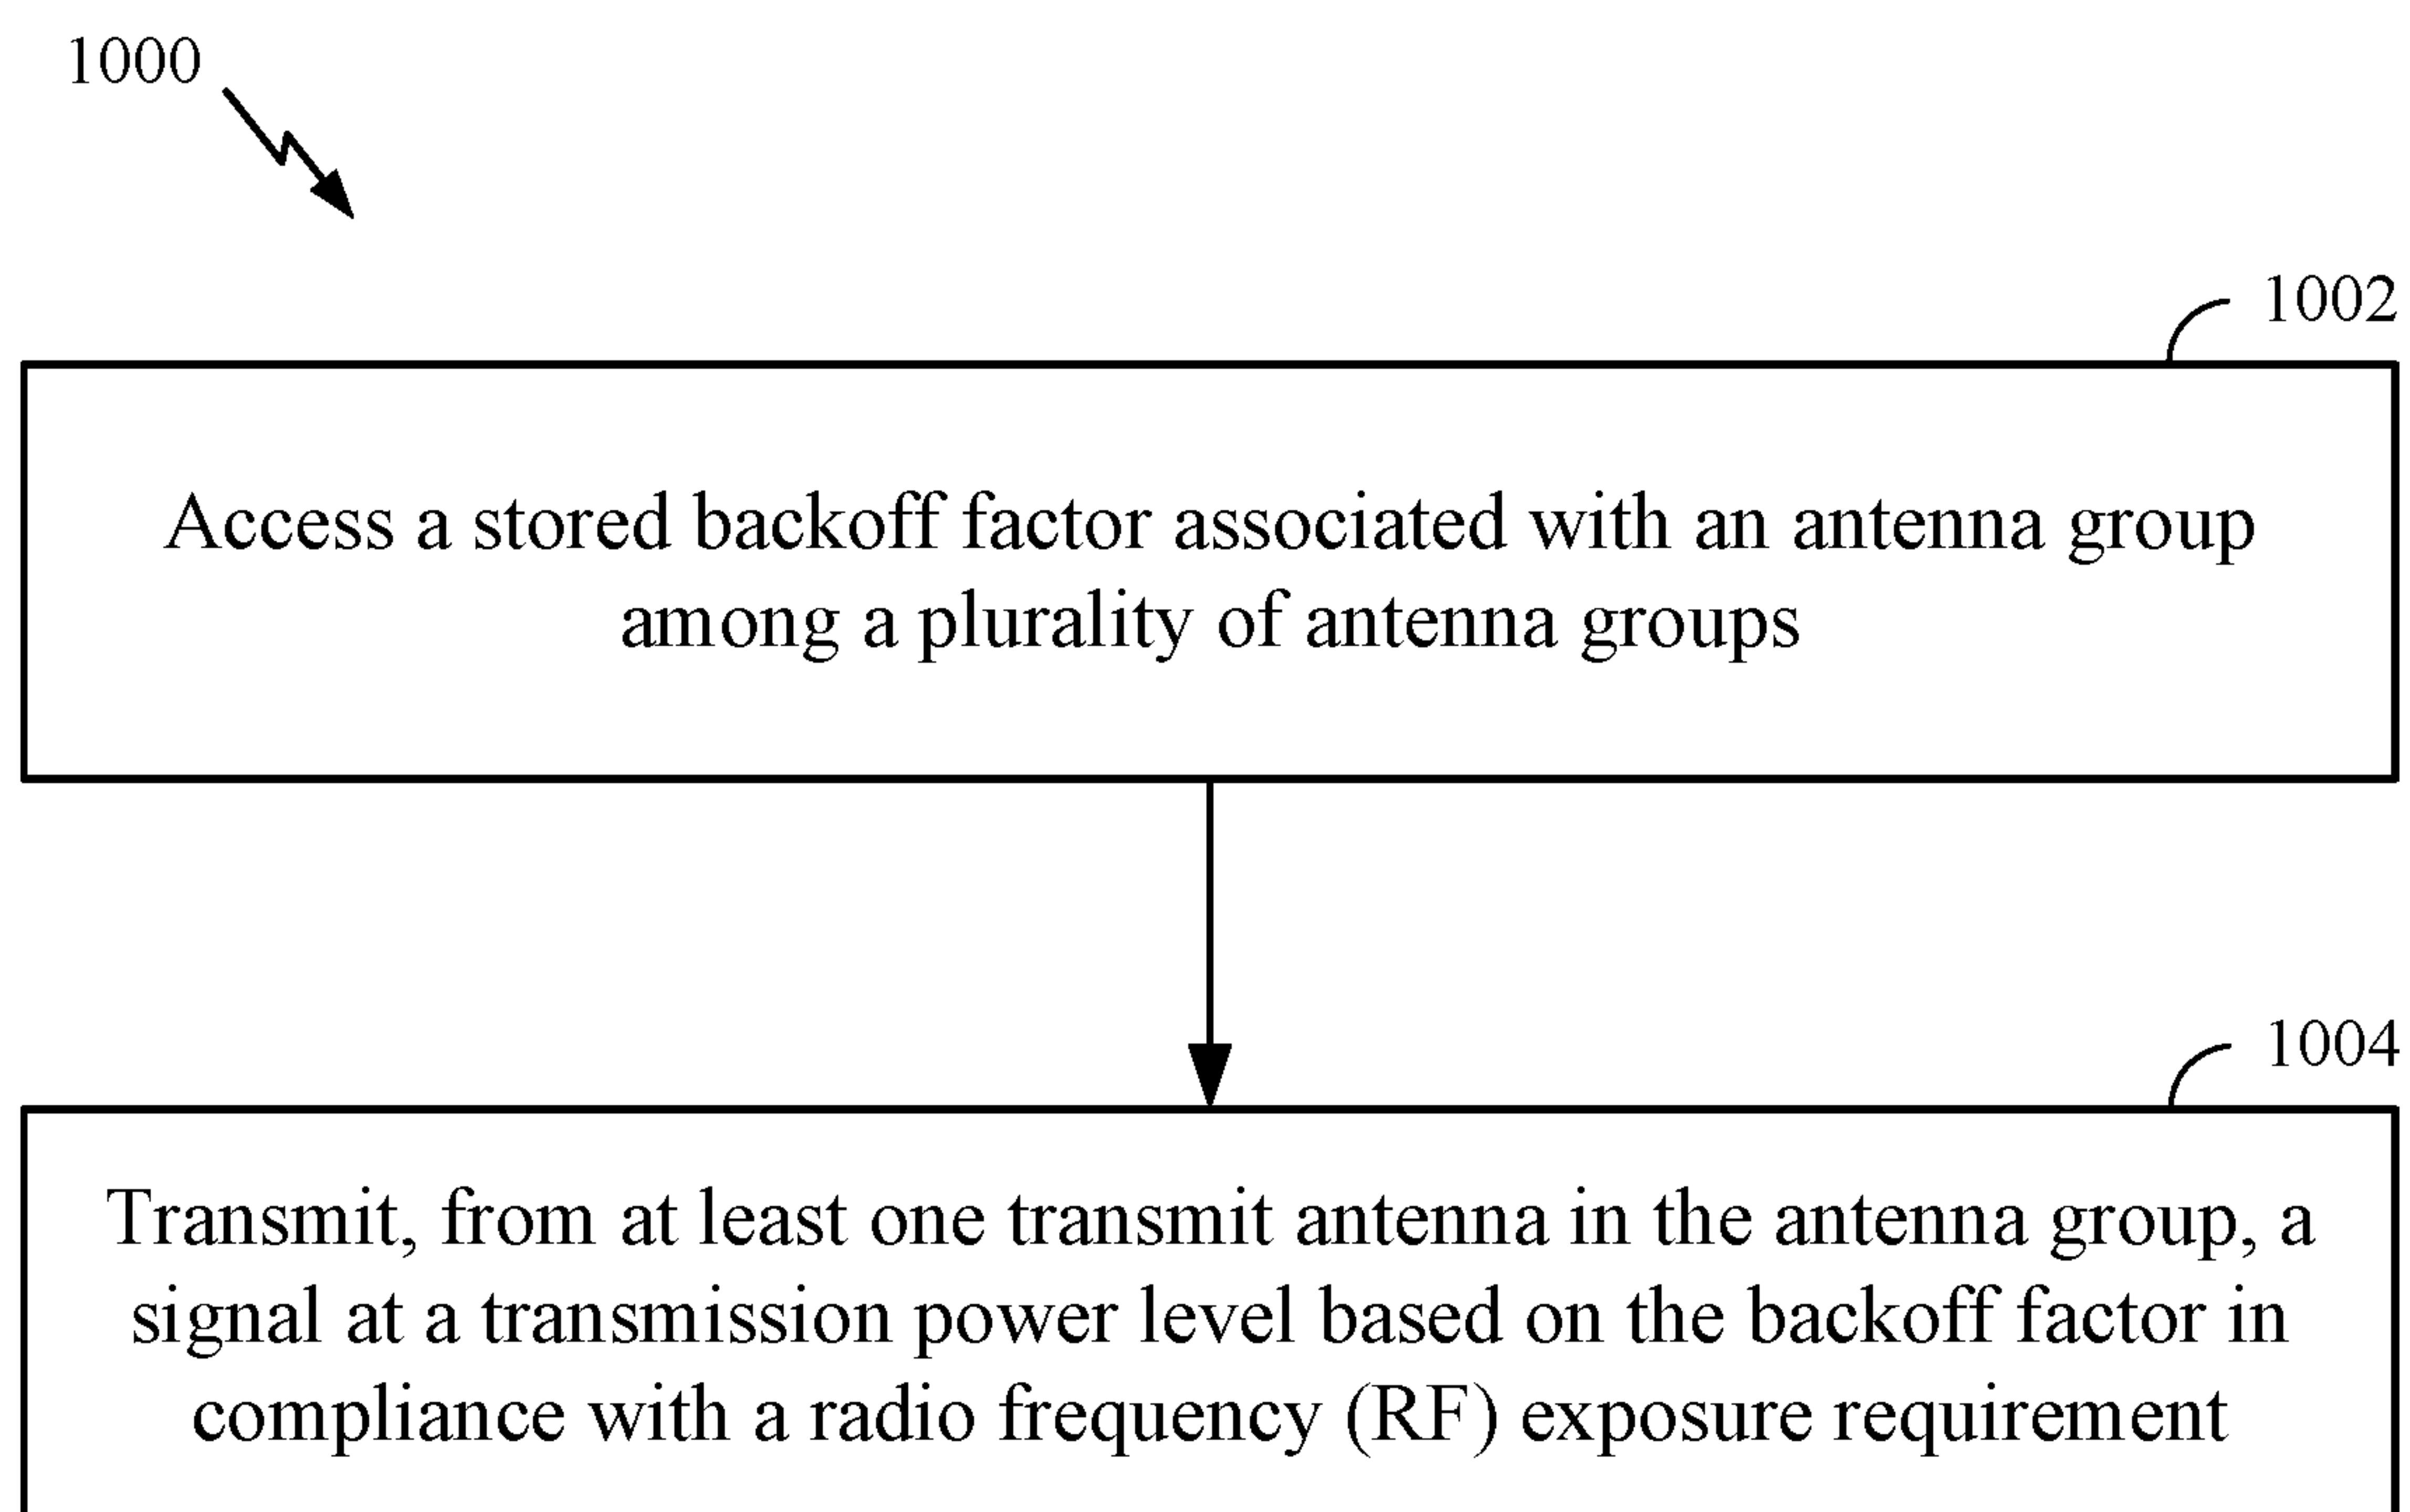 1000
1002
Access a stored backoff factor associated with an antenna group
among a plurality of antenna groups
1004
Transmit, from at least one transmit antenna in the antenna group, a
signal at a transmission power level based on the backoff factor in
compliance with a radio frequency (RF) exposure requirement